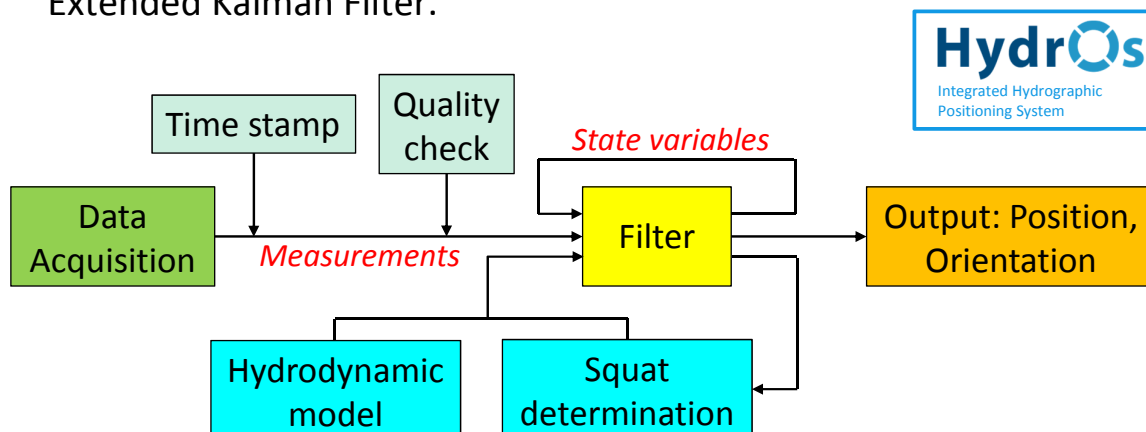 Extended Kalman Filter.
HydrOs
Integrated Hydrographic
Positioning System
Time stamp
Quality
check
State variables
Data
Acquisition
Measurements
Filter
Output: Position,
Orientation
Hydrodynamic
model
Squat
determination